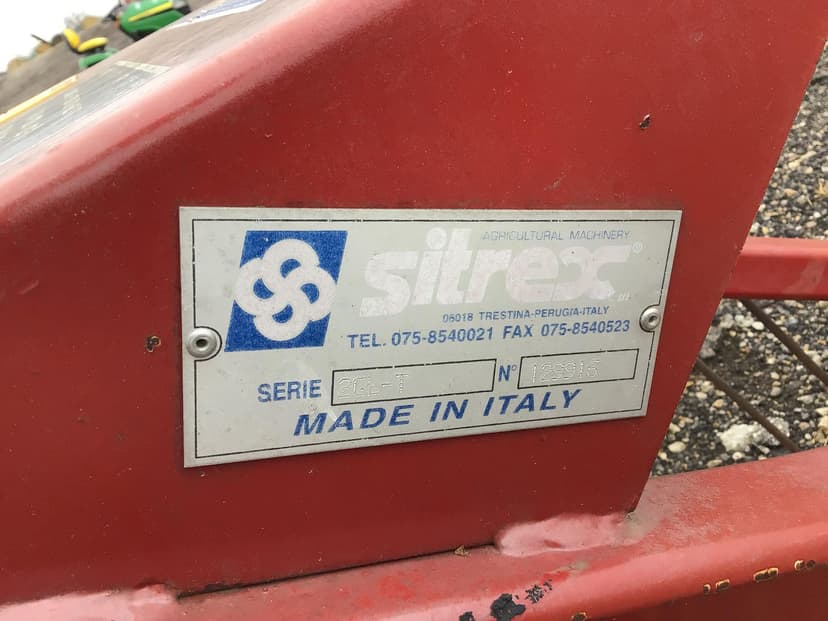 AGRICULTURAL MACHINERY
sitrex®
06018 TRESTINA-PERUGIA-ITALY
TEL. 075-8540021 FAX 075-8540523
SERIE N°
MADE IN ITALY